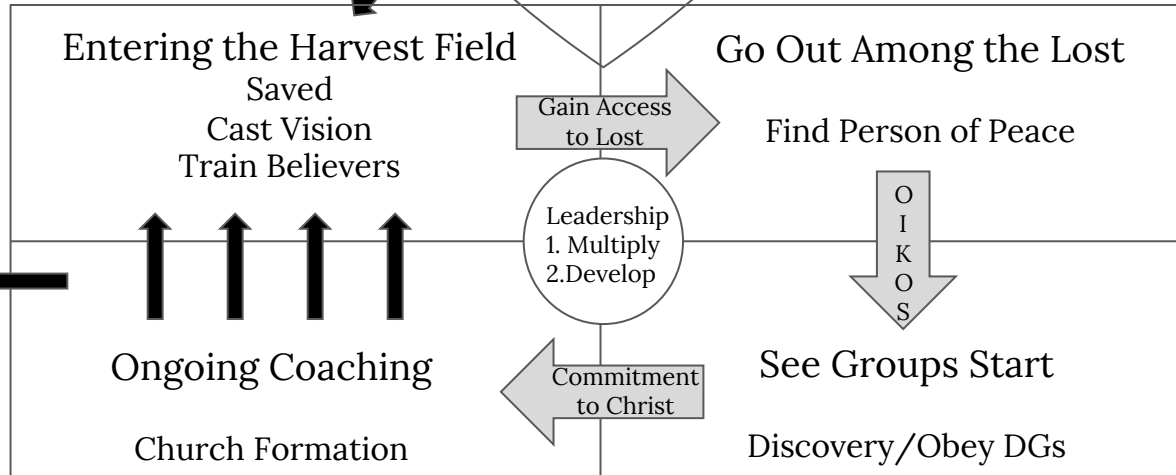 Entering the Harvest Field
Saved
Cast Vision
Train Believers
Gain Access
to Lost
Go Out Among the Lost
Find Person of Peace
O
I
K
O
S
Leadership
1. Multiply
2.Develop
See Groups Start
Discovery/Obey DGs
Commitment
to Christ
Ongoing Coaching
Church Formation